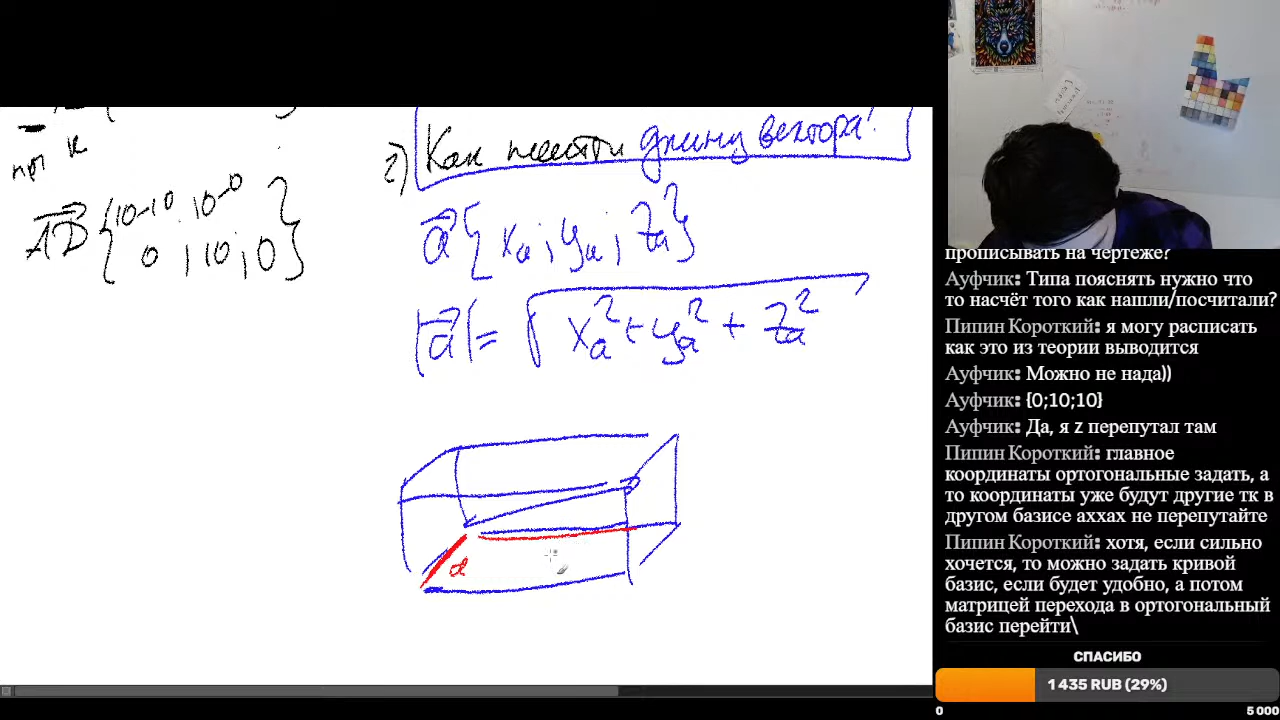 пр к
AD {10-10; 10-0
0; 10; 0}
2) Как найти длину вектора?
a {xa; ya; za}
|a| = √xa² + ya² + za²
a
прописывать на чертеже?
Ауфчик: Типа пояснять нужно что
то насчёт того как нашли/посчитали?
Пипин Короткий: я могу расписать
как это из теории выводится
Ауфчик: Можно не нада))
Ауфчик: {0;10;10}
Ауфчик: Да, я z перепутал там
Пипин Короткий: главное
координаты ортогональные задать, а
то координаты уже будут другие тк в
другом базисе аххах не перепутайте
Пипин Короткий: хотя, если сильно
хочется, то можно задать кривой
базис, если будет удобно, а потом
матрицей перехода в ортогональный
базис перейти\
СПАСИБО
1 435 RUB (29%)
0 5 000